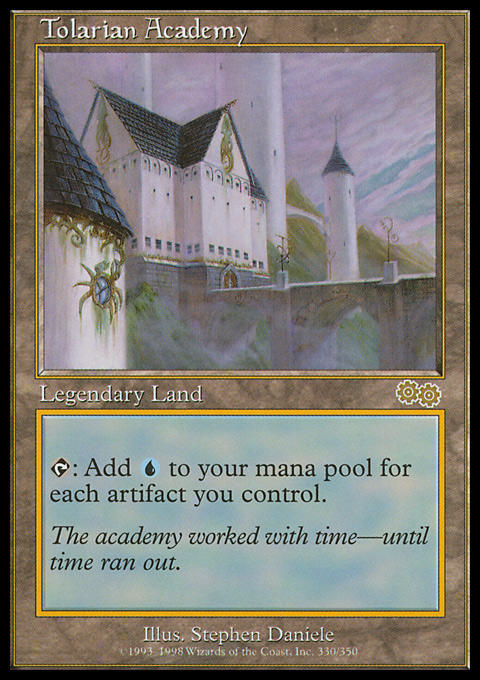 Tolarian Academy
Legendary Land
: Add to your mana pool for
each artifact you control.
The academy worked with time—until
time ran out.
Illus. Stephen Daniele
©1993-1998 Wizards of the Coast, Inc. 330/350